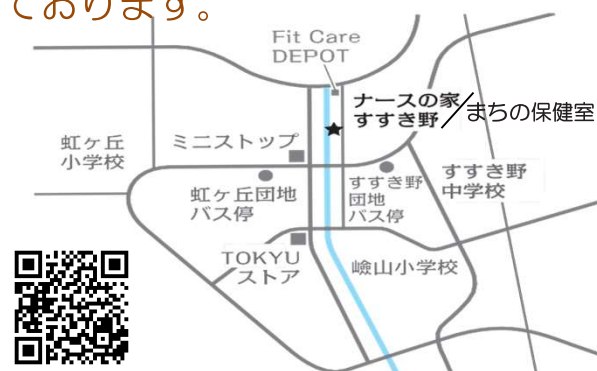 ております。
Fit Care
DEPOT
ナースの家
すすき野／まちの保健室
ミニストップ
虹ヶ丘
小学校
虹ヶ丘団地
バス停
すすき野
団地
バス停
すすき野
中学校
TOKYU
ストア
嶮山小学校